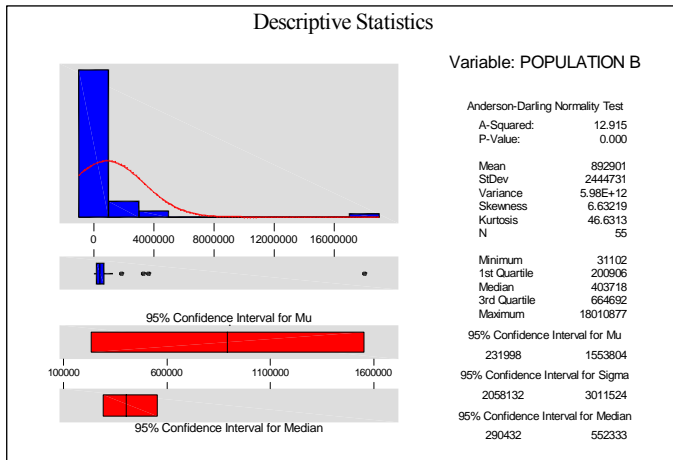 Descriptive Statistics
Variable: POPULATION B
0 4000000 8000000 12000000 16000000
95% Confidence Interval for Mu
100000 600000 1100000 1600000
95% Confidence Interval for Median
Anderson-Darling Normality Test
A-Squared: 12.915
P-Value: 0.000
Mean 892901
StDev 2444731
Variance 5.98E+12
Skewness 6.63219
Kurtosis 46.6313
N 55
Minimum 31102
1st Quartile 200906
Median 403718
3rd Quartile 664692
Maximum 18010877
95% Confidence Interval for Mu
231998 1553804
95% Confidence Interval for Sigma
2058132 3011524
95% Confidence Interval for Median
290432 552333